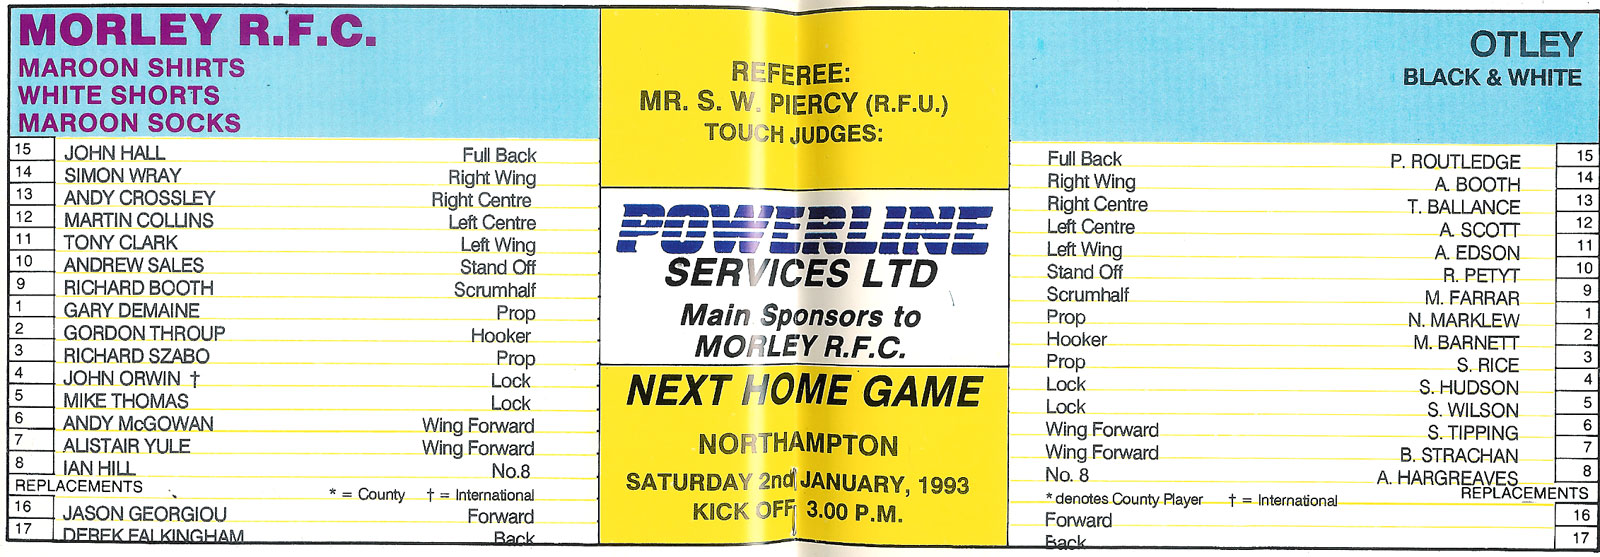 MORLEY R.F.C.
MAROON SHIRTS
WHITE SHORTS
MAROON SOCKS
15 JOHN HALL Full Back
14 SIMON WRAY Right Wing
13 ANDY CROSSLEY Right Centre
12 MARTIN COLLINS Left Centre
11 TONY CLARK Left Wing
10 ANDREW SALES Stand Off
9 RICHARD BOOTH Scrumhalf
1 GARY DEMAINE Prop
2 GORDON THROUP Hooker
3 RICHARD SZABO Prop
4 JOHN ORWIN † Lock
5 MIKE THOMAS Lock
6 ANDY McGOWAN Wing Forward
7 ALISTAIR YULE Wing Forward
8 IAN HILL No.8
REPLACEMENTS * = County † = International
16 JASON GEORGIOU Forward
17 DEREK FALKINGHAM Back
REFEREE:
MR. S. W. PIERCY (R.F.U.)
TOUCH JUDGES:
POWERLINE
SERVICES LTD
Main Sponsors to
MORLEY R.F.C.
NEXT HOME GAME
NORTHAMPTON
SATURDAY 2nd JANUARY, 1993
KICK OFF 3.00 P.M.
OTLEY
BLACK & WHITE
Full Back P. ROUTLEDGE 15
Right Wing A. BOOTH 14
Right Centre T. BALLANCE 13
Left Centre A. SCOTT 12
Left Wing A. EDSON 11
Stand Off R. PETYT 10
Scrumhalf M. FARRAR 9
Prop N. MARKLEW 1
Hooker M. BARNETT 2
Prop S. RICE 3
Lock S. HUDSON 4
Lock S. WILSON 5
Wing Forward S. TIPPING 6
Wing Forward B. STRACHAN 7
No. 8 A. HARGREAVES 8
* denotes County Player † = International REPLACEMENTS
Forward 16
Back 17